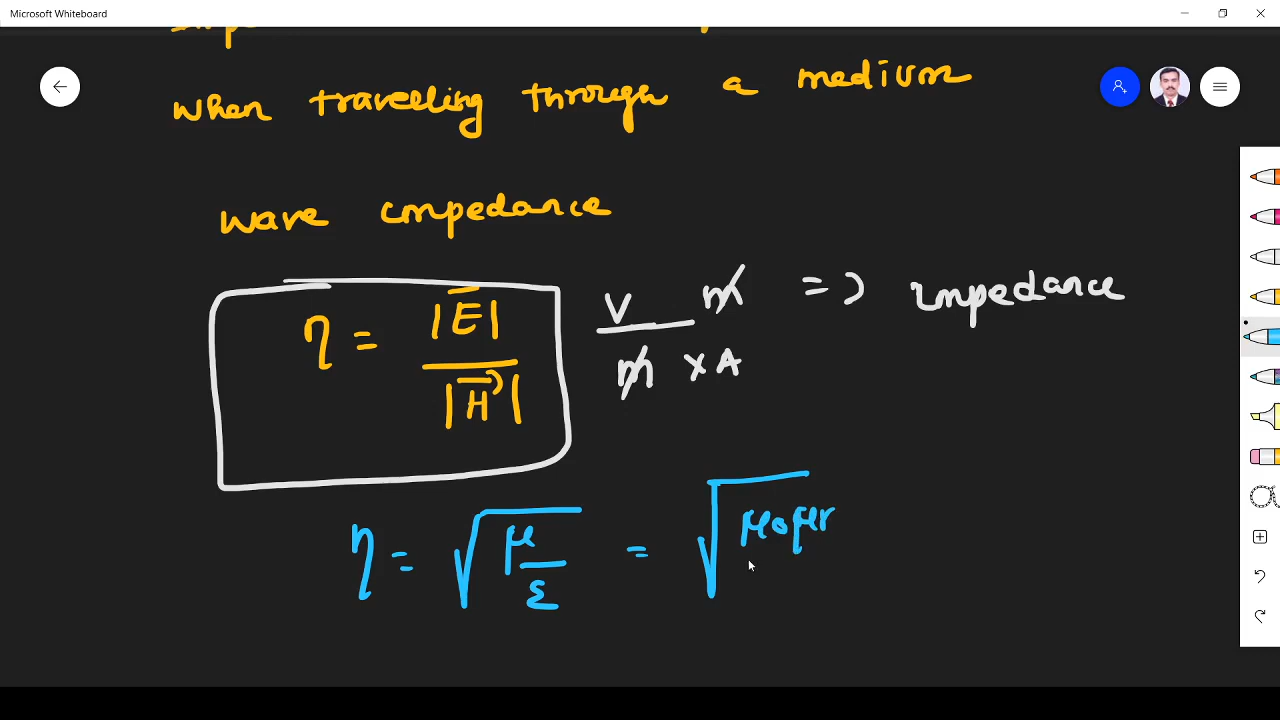 Microsoft Whiteboard
when travelling through a medium
wave impedance
η = |E| / |H|
V m / m × A => impedance
η = √(μ/ε) = √(μ₀μr